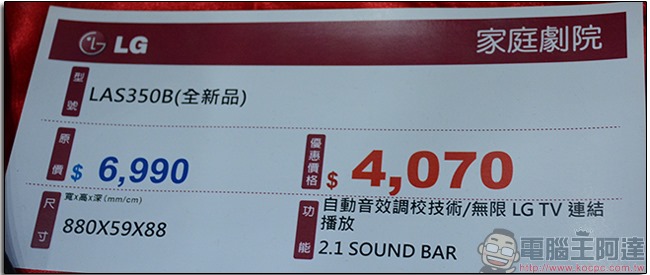 LG 家庭劇院
型號 LAS350B(全新品)
原價 $ 6,990 優惠價格 $ 4,070
尺寸 寬x高x深(mm/cm)
880X59X88
功能 自動音效調校技術/無限 LG TV 連結
播放
2.1 SOUND BAR
電腦王阿達
http://www.kocpc.com.tw